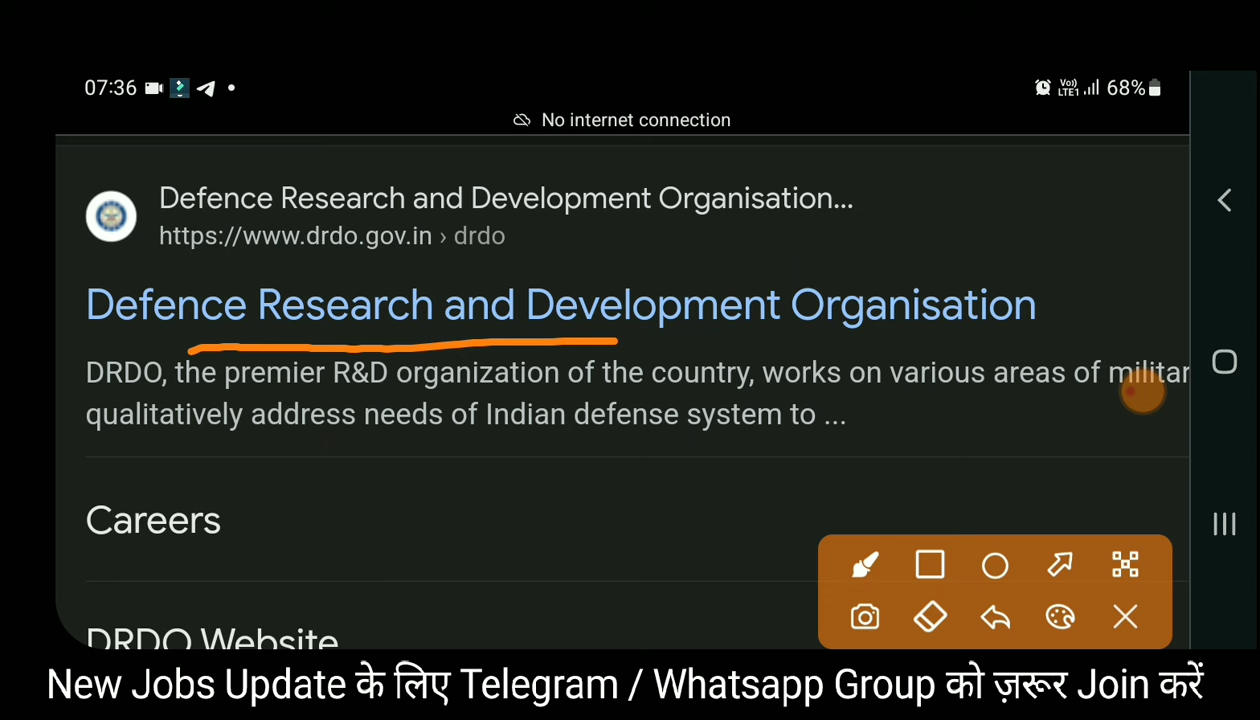 07:36
Vo) LTE1 68%
No internet connection
Defence Research and Development Organisation...
https://www.drdo.gov.in › drdo
Defence Research and Development Organisation
DRDO, the premier R&D organization of the country, works on various areas of militar
qualitatively address needs of Indian defense system to ...
Careers
DRDO Website
New Jobs Update के लिए Telegram / Whatsapp Group को ज़रूर Join करें